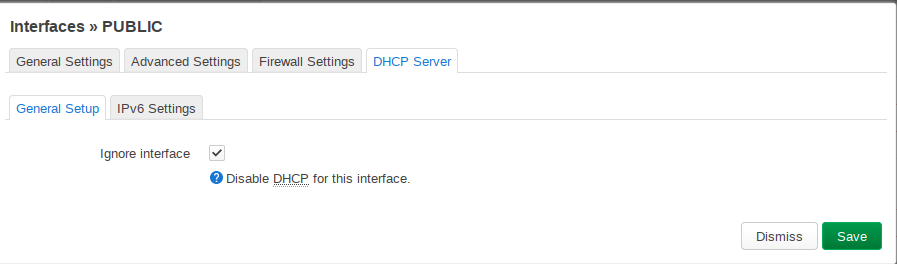 Interfaces » PUBLIC
General Settings Advanced Settings Firewall Settings DHCP Server
General Setup IPv6 Settings
Ignore interface
Disable DHCP for this interface.
Dismiss Save